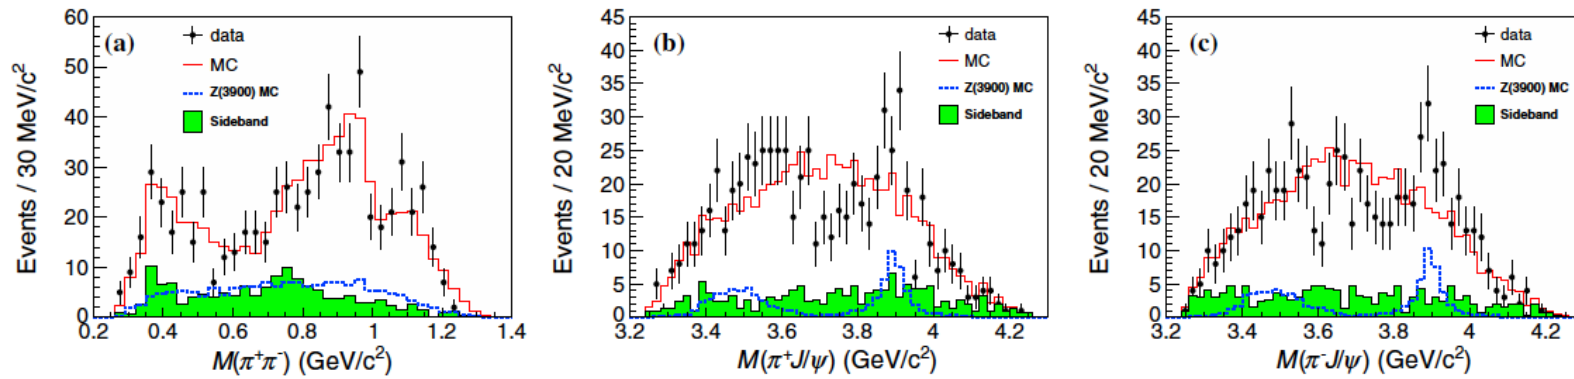 (a)
data
MC
Z(3900) MC
Sideband
Events / 30 MeV/c²
60
50
40
30
20
10
0
0.2 0.4 0.6 0.8 1 1.2 1.4
M(π⁺π⁻) (GeV/c²)
(b)
data
MC
Z(3900) MC
Sideband
Events / 20 MeV/c²
45
40
35
30
25
20
15
10
5
0
3.2 3.4 3.6 3.8 4 4.2
M(π⁺J/ψ) (GeV/c²)
(c)
data
MC
Z(3900) MC
Sideband
Events / 20 MeV/c²
45
40
35
30
25
20
15
10
5
0
3.2 3.4 3.6 3.8 4 4.2
M(π⁻J/ψ) (GeV/c²)